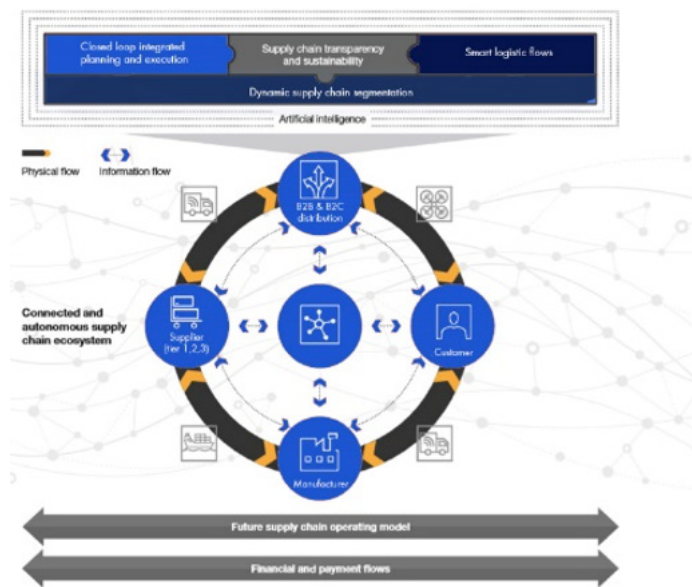 Closed loop integrated
planning and execution
Supply chain transparency
and sustainability
Smart logistic flows
Dynamic supply chain segmentation
Artificial intelligence
Physical flow
Information flow
B2B & B2C
distribution
Connected and
autonomous supply
chain ecosystem
Supplier
(tier 1,2,3)
Customer
Manufacturer
Future supply chain operating model
Financial and payment flows